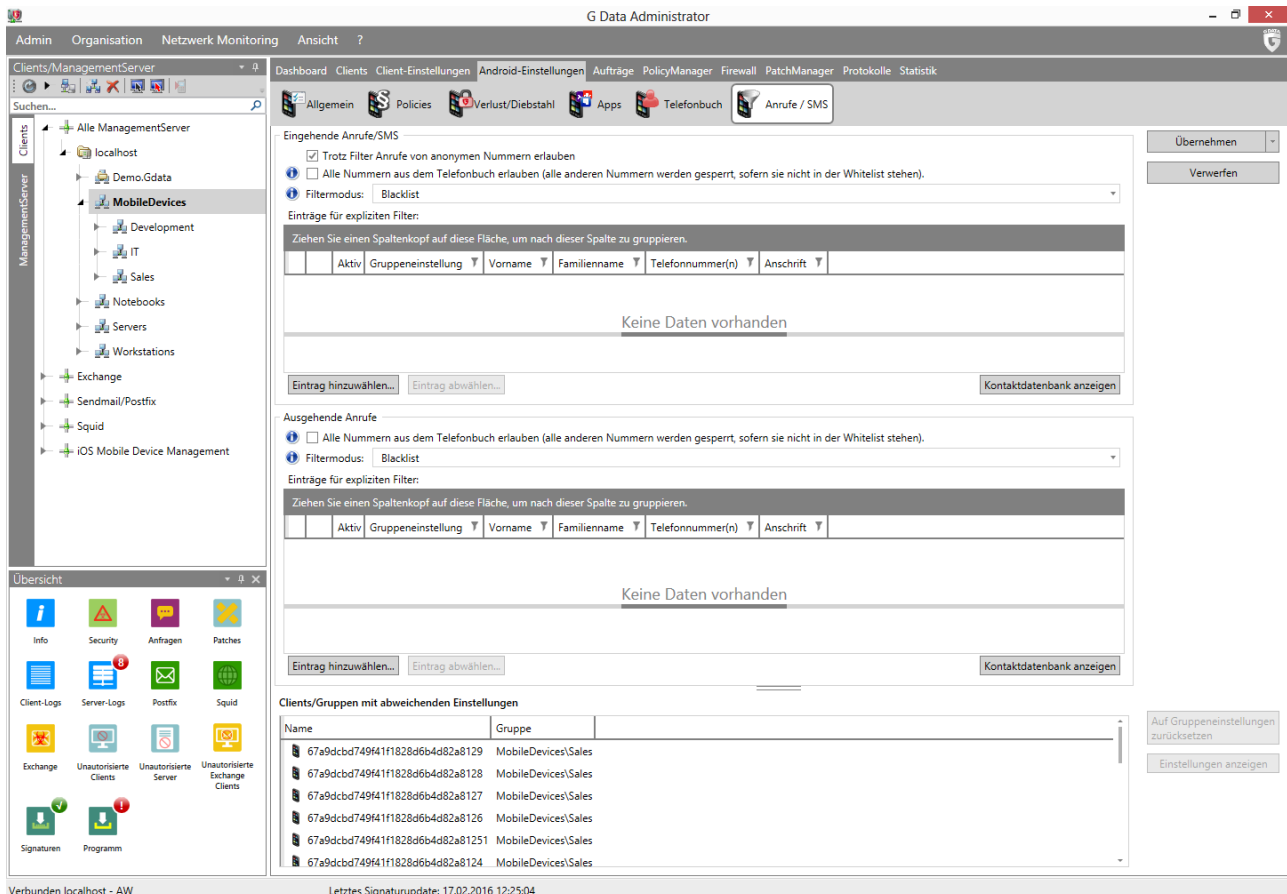 G Data Administrator
Admin Organisation Netzwerk Monitoring Ansicht ?
G DATA
Clients/ManagementServer
Suchen...
Clients
ManagementServer
Alle ManagementServer
localhost
Demo.Gdata
MobileDevices
Development
IT
Sales
Notebooks
Servers
Workstations
Exchange
Sendmail/Postfix
Squid
iOS Mobile Device Management
Übersicht
Info Security Anfragen Patches
8
Client-Logs Server-Logs Postfix Squid
Exchange Unautorisierte Clients Unautorisierte Server Unautorisierte Exchange Clients
Signaturen Programm
Dashboard Clients Client-Einstellungen Android-Einstellungen Aufträge PolicyManager Firewall PatchManager Protokolle Statistik
Allgemein Policies Verlust/Diebstahl Apps Telefonbuch Anrufe / SMS
Eingehende Anrufe/SMS
Trotz Filter Anrufe von anonymen Nummern erlauben
Alle Nummern aus dem Telefonbuch erlauben (alle anderen Nummern werden gesperrt, sofern sie nicht in der Whitelist stehen).
Filtermodus: Blacklist
Einträge für expliziten Filter:
Ziehen Sie einen Spaltenkopf auf diese Fläche, um nach dieser Spalte zu gruppieren.
Aktiv Gruppeneinstellung Vorname Familienname Telefonnummer(n) Anschrift
Keine Daten vorhanden
Eintrag hinzuwählen... Eintrag abwählen... Kontaktdatenbank anzeigen
Ausgehende Anrufe
Alle Nummern aus dem Telefonbuch erlauben (alle anderen Nummern werden gesperrt, sofern sie nicht in der Whitelist stehen).
Filtermodus: Blacklist
Einträge für expliziten Filter:
Ziehen Sie einen Spaltenkopf auf diese Fläche, um nach dieser Spalte zu gruppieren.
Aktiv Gruppeneinstellung Vorname Familienname Telefonnummer(n) Anschrift
Keine Daten vorhanden
Eintrag hinzuwählen... Eintrag abwählen... Kontaktdatenbank anzeigen
Clients/Gruppen mit abweichenden Einstellungen
Name Gruppe
67a9dcbd749f41f1828d6b4d82a8129 MobileDevices\Sales
67a9dcbd749f41f1828d6b4d82a8128 MobileDevices\Sales
67a9dcbd749f41f1828d6b4d82a8127 MobileDevices\Sales
67a9dcbd749f41f1828d6b4d82a8126 MobileDevices\Sales
67a9dcbd749f41f1828d6b4d82a81251 MobileDevices\Sales
67a9dcbd749f41f1828d6b4d82a8124 MobileDevices\Sales
Übernehmen
Verwerfen
Auf Gruppeneinstellungen zurücksetzen
Einstellungen anzeigen
Verbunden localhost - AW Letztes Signaturupdate: 17.02.2016 12:25:04